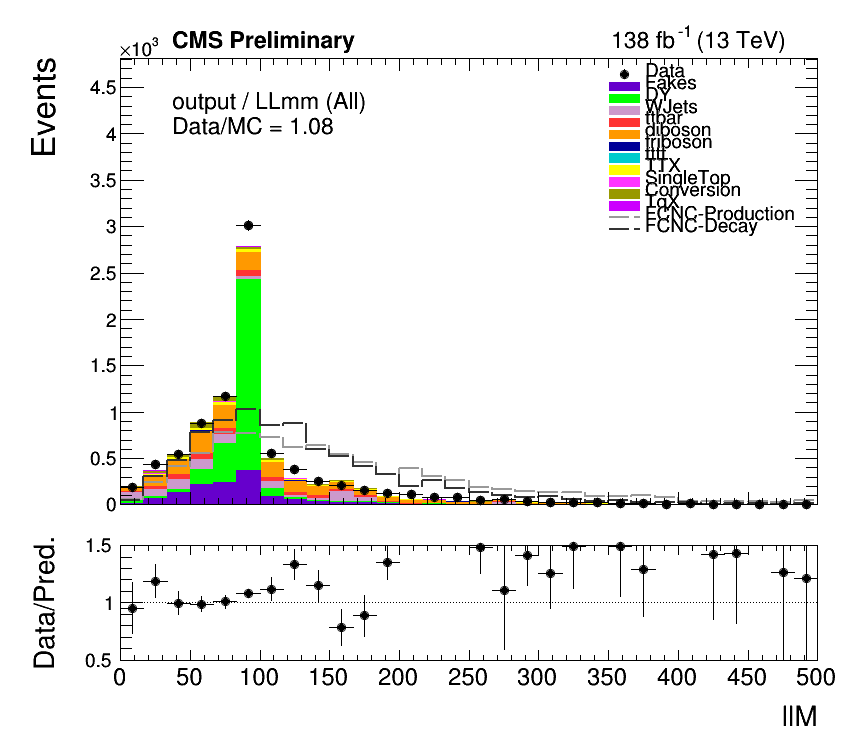 ×10³
CMS Preliminary
138 fb⁻¹ (13 TeV)
Events
output / LLmm (All)
Data/MC = 1.08
Data
Fakes
DY
WJets
ttbar
diboson
triboson
tttt
TTX
SingleTop
Conversion
TqX
FCNC-Production
FCNC-Decay
4.5
4
3.5
3
2.5
2
1.5
1
0.5
0
Data/Pred.
1.5
1
0.5
0 50 100 150 200 250 300 350 400 450 500
llM